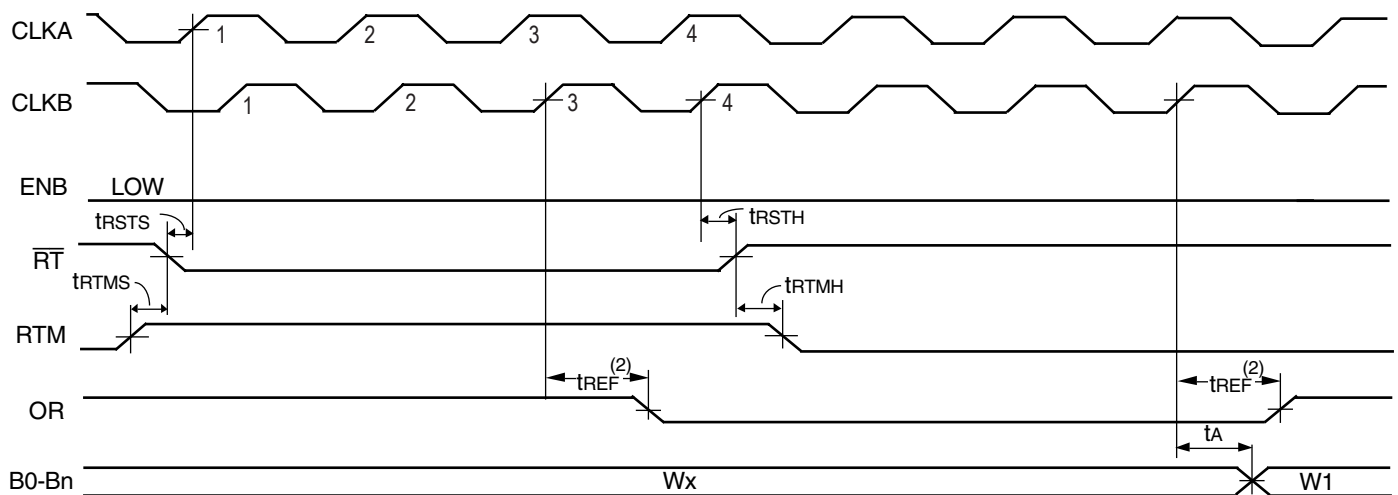 CLKA 1 2 3 4
CLKB 1 2 3 4
ENB LOW
tRSTS tRSTH
RT
tRTMS tRTMH
RTM
tREF(2) tREF(2)
OR
tA
B0-Bn Wx W1